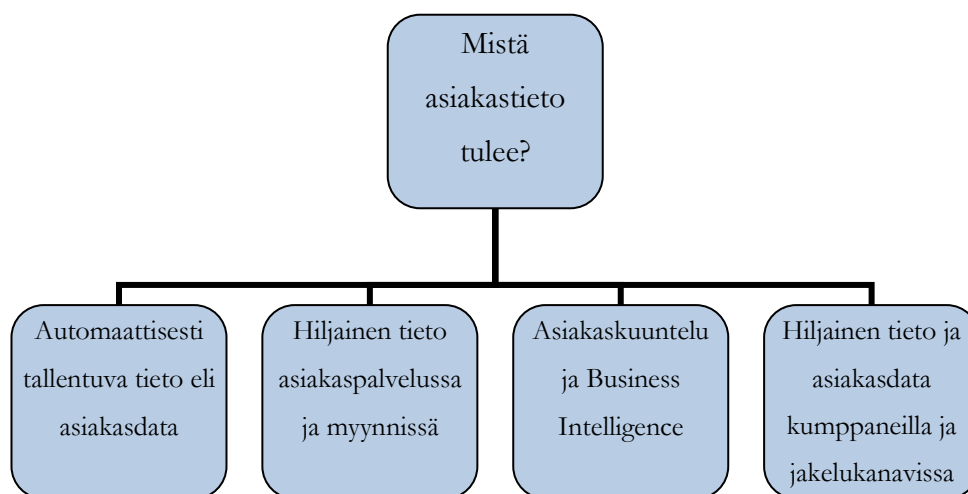 Mistä
asiakastieto
tulee?
Automaattisesti
tallentuva tieto eli
asiakasdata
Hiljainen tieto
asiakaspalvelussa
ja myynnissä
Asiakaskuuntelu
ja Business
Intelligence
Hiljainen tieto ja
asiakasdata
kumppaneilla ja
jakelukanavissa